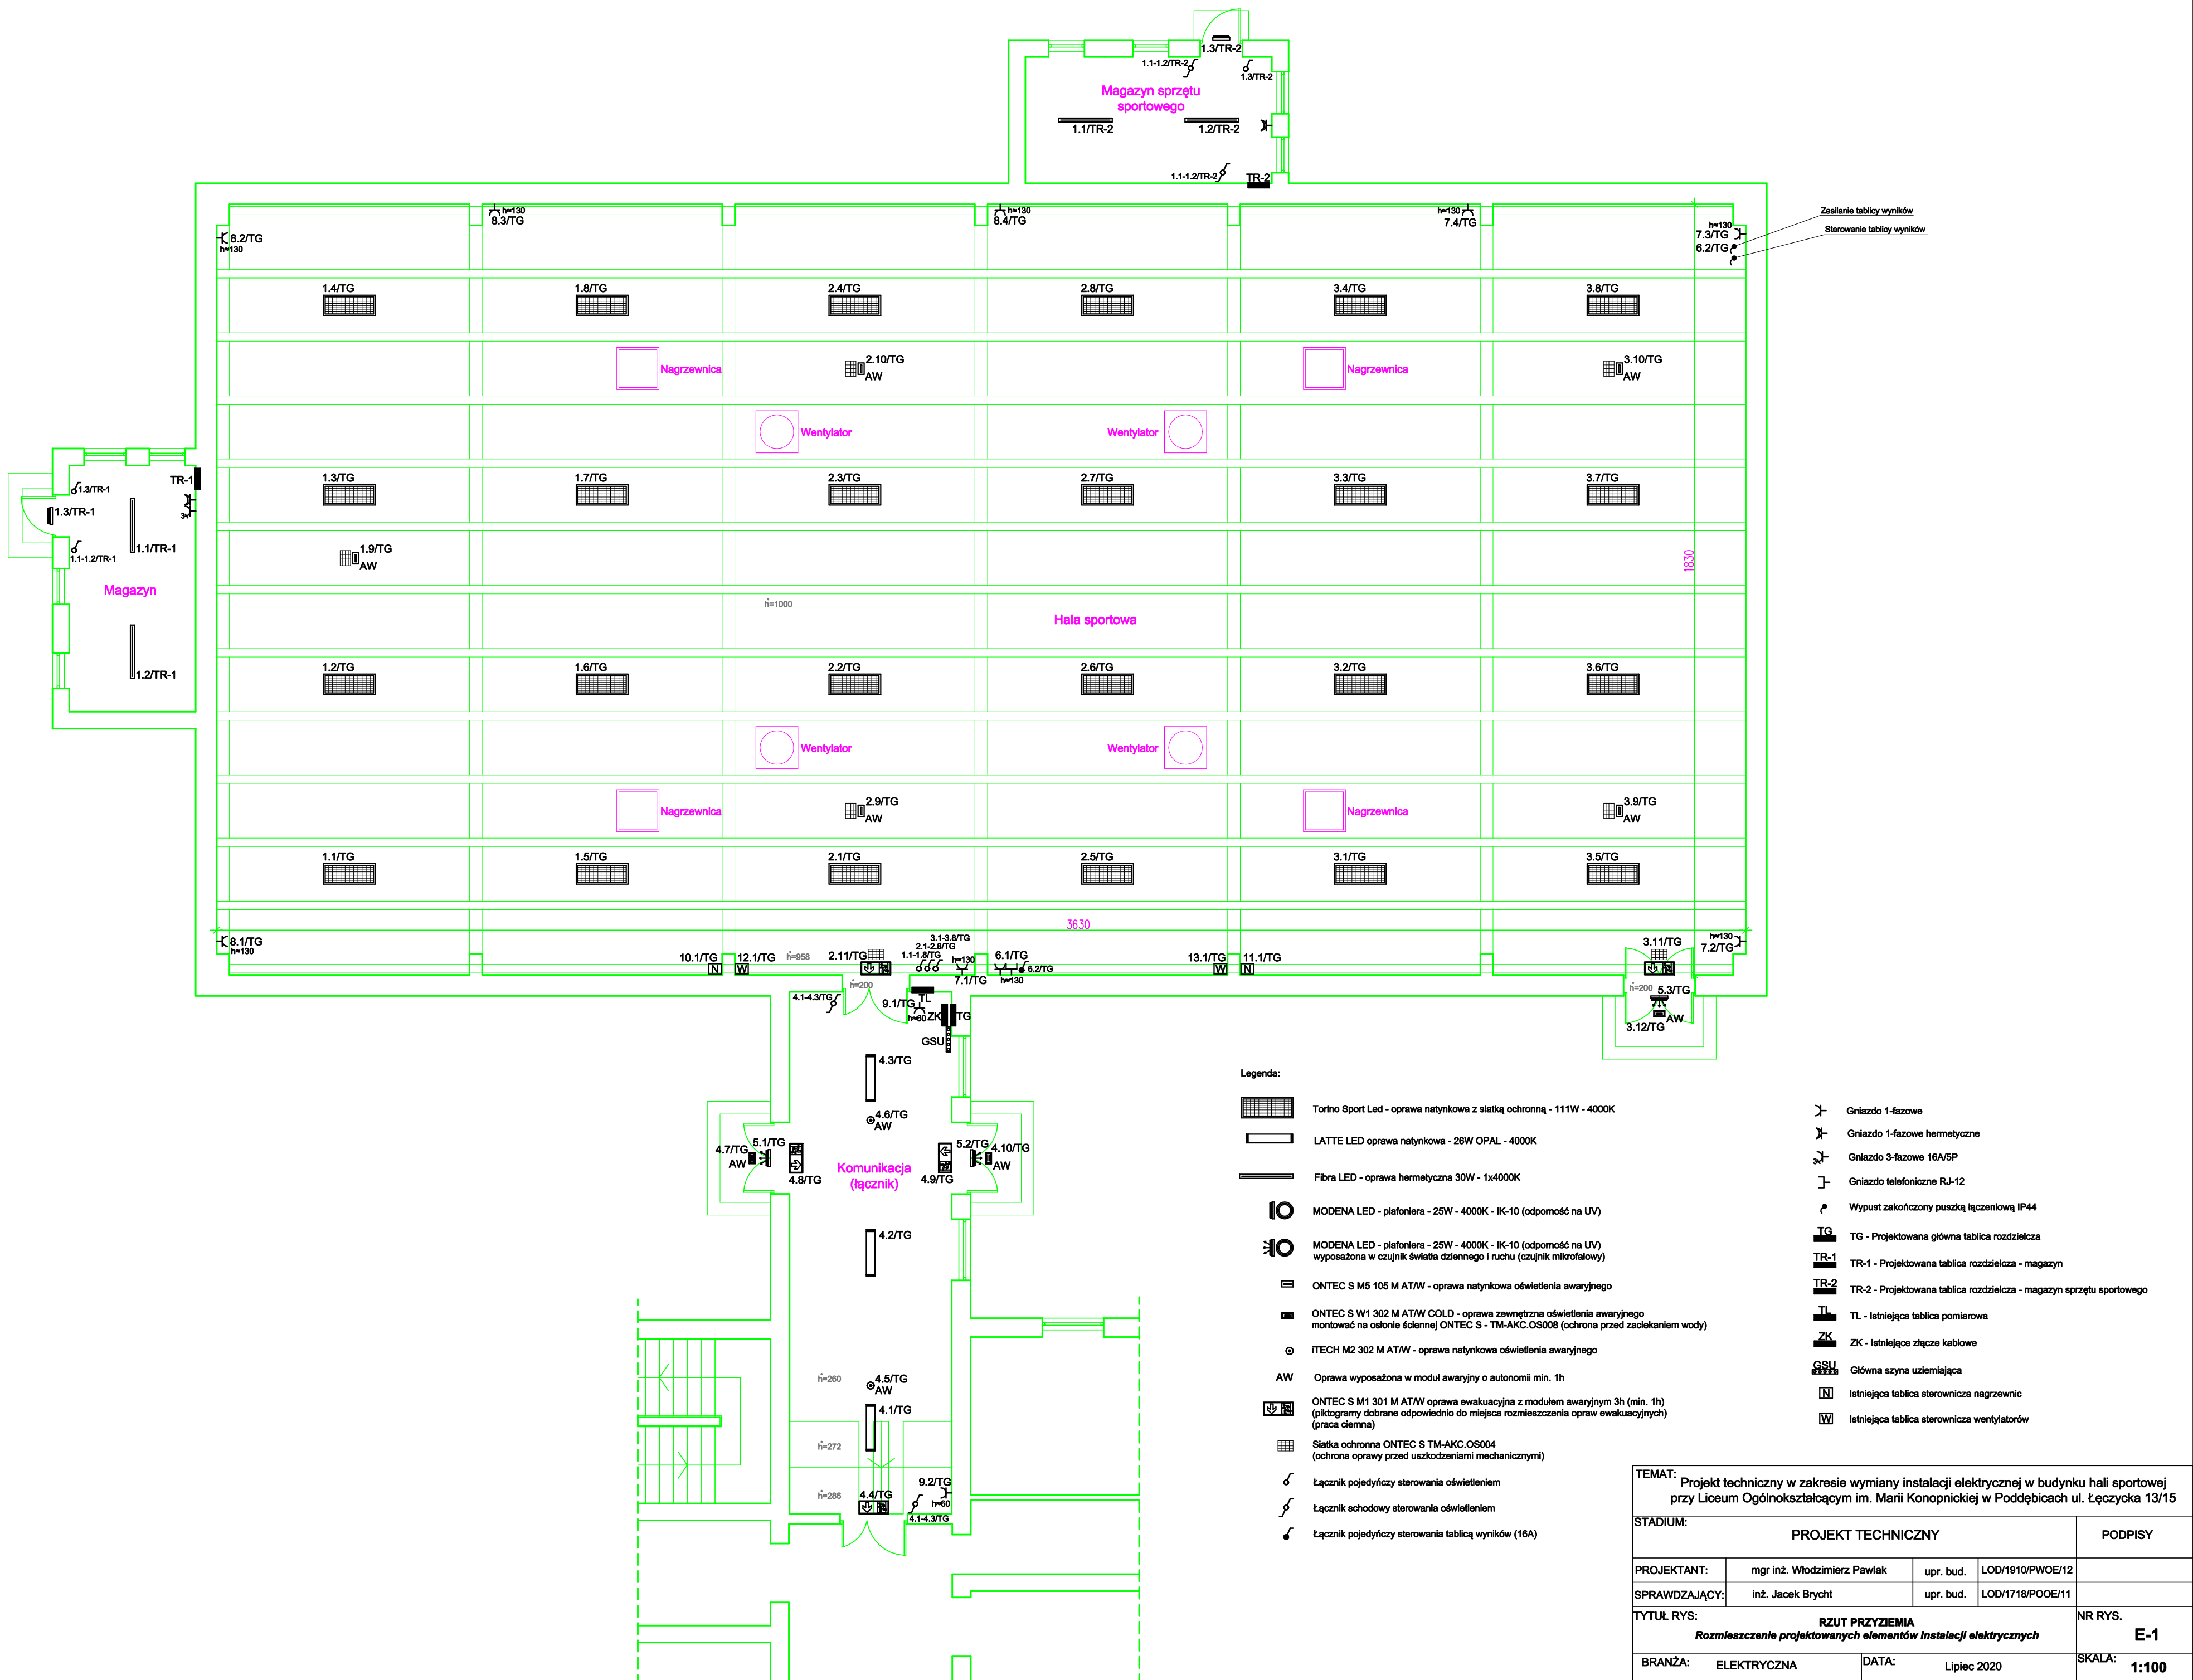 1.3/TR-2
1.1-1.2/TR-2
1.3/TR-2
Magazyn sprzętu
sportowego
1.1/TR-2
1.2/TR-2
1.1-1.2/TR-2
TR-2
h=130
8.3/TG
h=130
8.4/TG
h=130
7.4/TG
Zasilanie tablicy wyników
Sterowanie tablicy wyników
8.2/TG
h=130
h=130
7.3/TG
6.2/TG
1.4/TG
1.8/TG
2.4/TG
2.8/TG
3.4/TG
3.8/TG
Nagrzewnica
2.10/TG
AW
Nagrzewnica
3.10/TG
AW
Wentylator
Wentylator
TR-1
1.3/TR-1
1.3/TR-1
3x
1.1/TR-1
1.1-1.2/TR-1
Magazyn
1.2/TR-1
1.3/TG
1.7/TG
2.3/TG
2.7/TG
3.3/TG
3.7/TG
1.9/TG
AW
1830
h=1000
Hala sportowa
1.2/TG
1.6/TG
2.2/TG
2.6/TG
3.2/TG
3.6/TG
Wentylator
Wentylator
Nagrzewnica
2.9/TG
AW
Nagrzewnica
3.9/TG
AW
1.1/TG
1.5/TG
2.1/TG
2.5/TG
3.1/TG
3.5/TG
3630
8.1/TG
h=130
10.1/TG
N
12.1/TG
W
h=958
2.11/TG
3.1-3.8/TG
2.1-2.8/TG
1.1-1.8/TG
h=130
7.1/TG
6.1/TG
6.2/TG
h=130
13.1/TG
W
11.1/TG
N
3.11/TG
h=130
7.2/TG
h=200
h=200
5.3/TG
AW
3.12/TG
4.1-4.3/TG
9.1/TG
h=60
TL
ZK
TG
GSU
4.3/TG
4.6/TG
AW
4.7/TG
AW
5.1/TG
4.8/TG
Komunikacja
(łącznik)
4.9/TG
5.2/TG
4.10/TG
AW
4.2/TG
h=260
4.5/TG
AW
4.1/TG
h=272
h=286
4.4/TG
9.2/TG
h=60
4.1-4.3/TG
Legenda:
Torino Sport Led - oprawa natynkowa z siatką ochronną - 111W - 4000K
LATTE LED oprawa natynkowa - 26W OPAL - 4000K
Fibra LED - oprawa hermetyczna 30W - 1x4000K
MODENA LED - plafoniera - 25W - 4000K - IK-10 (odporność na UV)
MODENA LED - plafoniera - 25W - 4000K - IK-10 (odporność na UV)
wyposażona w czujnik światła dziennego i ruchu (czujnik mikrofalowy)
ONTEC S M5 105 M AT/W - oprawa natynkowa oświetlenia awaryjnego
ONTEC S W1 302 M AT/W COLD - oprawa zewnętrzna oświetlenia awaryjnego
montować na osłonie ściennej ONTEC S - TM-AKC.OS008 (ochrona przed zaciekaniem wody)
iTECH M2 302 M AT/W - oprawa natynkowa oświetlenia awaryjnego
AW Oprawa wyposażona w moduł awaryjny o autonomii min. 1h
ONTEC S M1 301 M AT/W oprawa ewakuacyjna z modułem awaryjnym 3h (min. 1h)
(piktogramy dobrane odpowiednio do miejsca rozmieszczenia opraw ewakuacyjnych)
(praca ciemna)
Siatka ochronna ONTEC S TM-AKC.OS004
(ochrona oprawy przed uszkodzeniami mechanicznymi)
Łącznik pojedyńczy sterowania oświetleniem
Łącznik schodowy sterowania oświetleniem
Łącznik pojedyńczy sterowania tablicą wyników (16A)
Gniazdo 1-fazowe
Gniazdo 1-fazowe hermetyczne
3x Gniazdo 3-fazowe 16A/5P
Gniazdo telefoniczne RJ-12
Wypust zakończony puszką łączeniową IP44
TG TG - Projektowana główna tablica rozdzielcza
TR-1 TR-1 - Projektowana tablica rozdzielcza - magazyn
TR-2 TR-2 - Projektowana tablica rozdzielcza - magazyn sprzętu sportowego
TL TL - Istniejąca tablica pomiarowa
ZK ZK - Istniejące złącze kablowe
GSU Główna szyna uziemiająca
N Istniejąca tablica sterownicza nagrzewnic
W Istniejąca tablica sterownicza wentylatorów
TEMAT: Projekt techniczny w zakresie wymiany instalacji elektrycznej w budynku hali sportowej
przy Liceum Ogólnokształcącym im. Marii Konopnickiej w Poddębicach ul. Łęczycka 13/15
STADIUM: PROJEKT TECHNICZNY PODPISY
PROJEKTANT: mgr inż. Włodzimierz Pawlak upr. bud. LOD/1910/PWOE/12
SPRAWDZAJĄCY: inż. Jacek Brycht upr. bud. LOD/1718/POOE/11
TYTUŁ RYS: RZUT PRZYZIEMIA NR RYS.
Rozmieszczenie projektowanych elementów instalacji elektrycznych E-1
BRANŻA: ELEKTRYCZNA DATA: Lipiec 2020 SKALA: 1:100